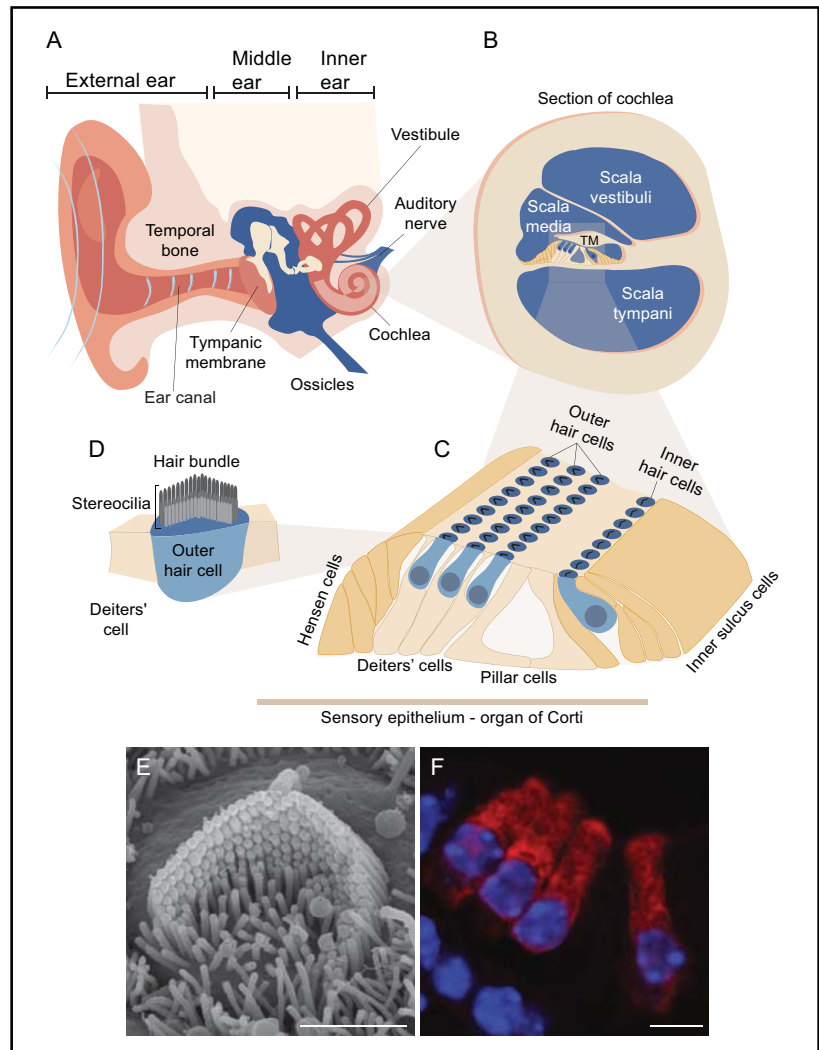 A
External ear
Middle
ear
Inner
ear
Vestibule
Auditory
nerve
Temporal
bone
Cochlea
Tympanic
membrane
Ossicles
Ear canal
B
Section of cochlea
Scala
vestibuli
Scala
media
TM
Scala
tympani
D
Hair bundle
Stereocilia
Outer
hair cell
Deiters'
cell
C
Outer
hair cells
Inner
hair cells
Hensen cells
Deiters' cells
Pillar cells
Inner sulcus cells
Sensory epithelium - organ of Corti
E
F